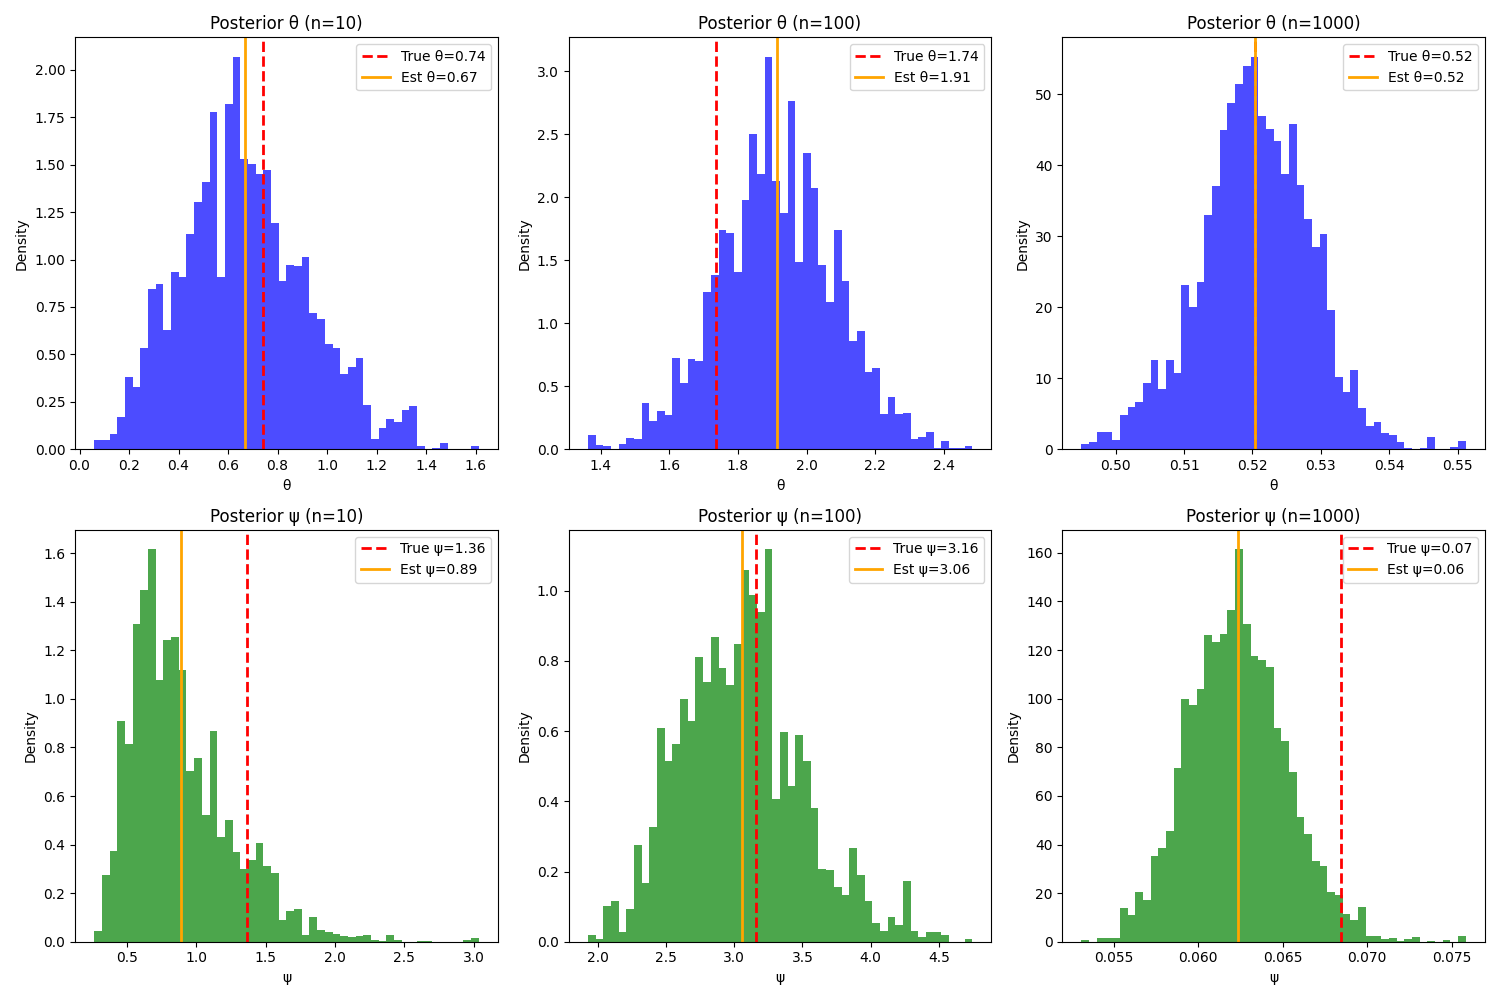 Posterior θ (n=10)
True θ=0.74
Est θ=0.67
Density
2.00
1.75
1.50
1.25
1.00
0.75
0.50
0.25
0.00
0.0 0.2 0.4 0.6 0.8 1.0 1.2 1.4 1.6
θ
Posterior θ (n=100)
True θ=1.74
Est θ=1.91
Density
3.0
2.5
2.0
1.5
1.0
0.5
0.0
1.4 1.6 1.8 2.0 2.2 2.4
θ
Posterior θ (n=1000)
True θ=0.52
Est θ=0.52
Density
50
40
30
20
10
0
0.50 0.51 0.52 0.53 0.54 0.55
θ
Posterior ψ (n=10)
True ψ=1.36
Est ψ=0.89
Density
1.6
1.4
1.2
1.0
0.8
0.6
0.4
0.2
0.0
0.5 1.0 1.5 2.0 2.5 3.0
ψ
Posterior ψ (n=100)
True ψ=3.16
Est ψ=3.06
Density
1.0
0.8
0.6
0.4
0.2
0.0
2.0 2.5 3.0 3.5 4.0 4.5
ψ
Posterior ψ (n=1000)
True ψ=0.07
Est ψ=0.06
Density
160
140
120
100
80
60
40
20
0
0.055 0.060 0.065 0.070 0.075
ψ